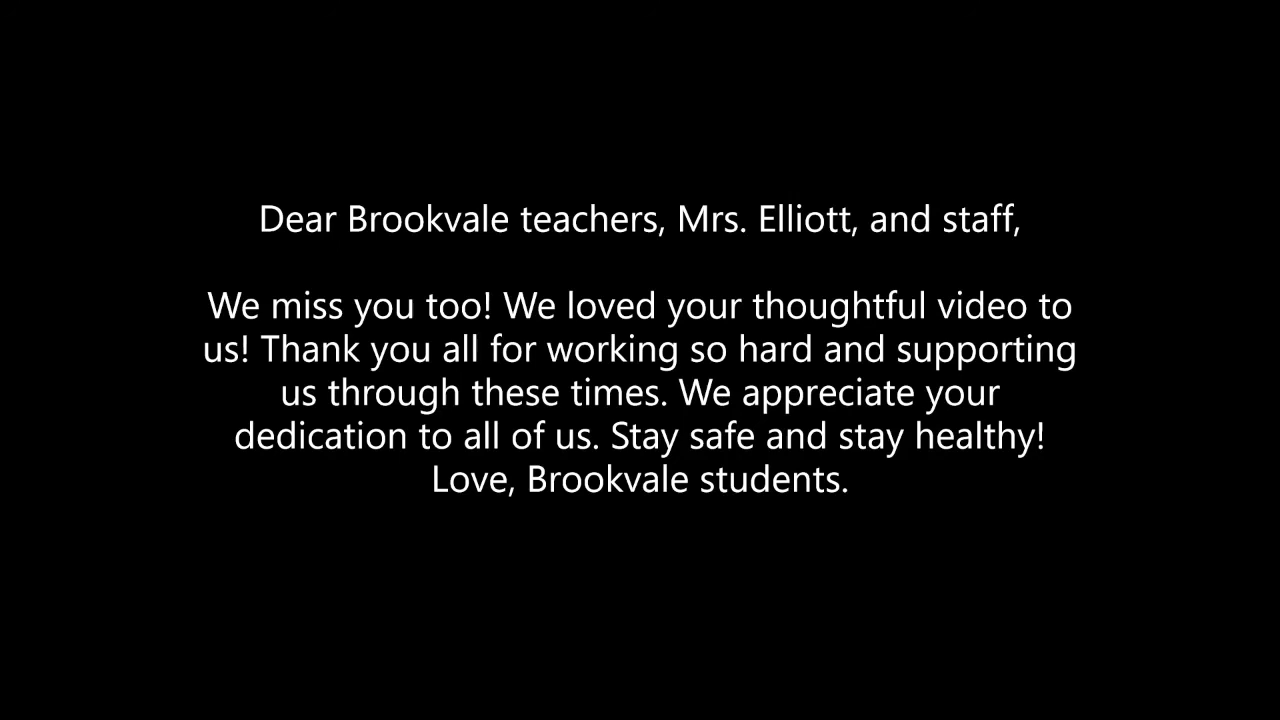 Dear Brookvale teachers, Mrs. Elliott, and staff,
We miss you too! We loved your thoughtful video to
us! Thank you all for working so hard and supporting
us through these times. We appreciate your
dedication to all of us. Stay safe and stay healthy!
Love, Brookvale students.